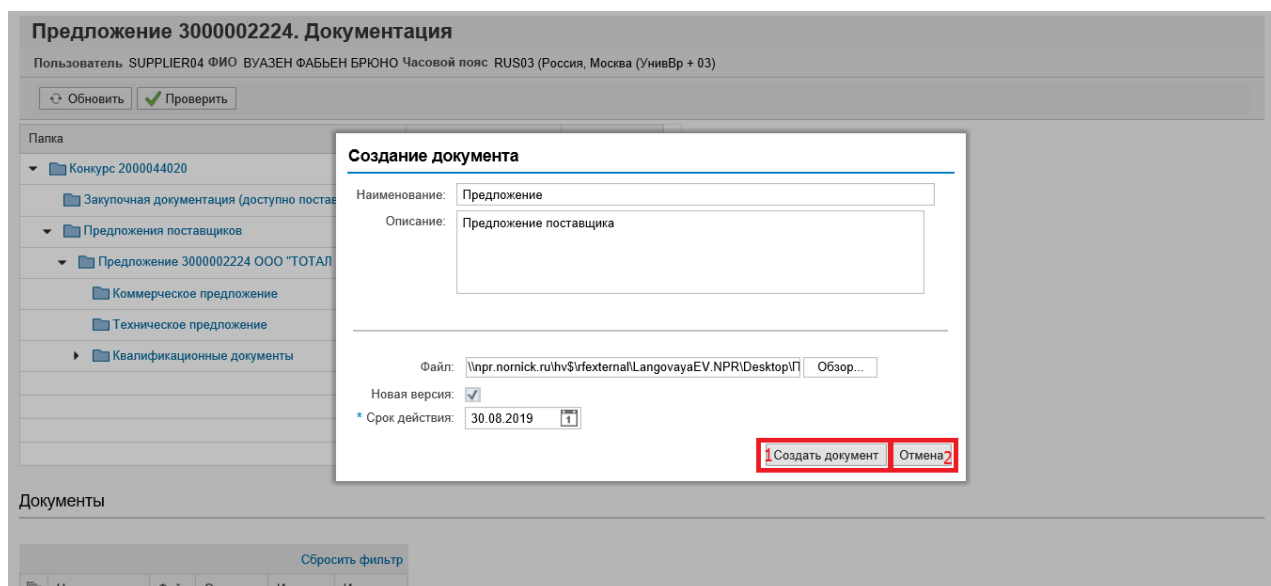 Предложение 3000002224. Документация
Пользователь SUPPLIER04 ФИО ВУАЗЕН ФАБЬЕН БРЮНО Часовой пояс RUS03 (Россия, Москва (УнивВр + 03)
Обновить Проверить
Папка
Создание документа
Конкурс 2000044020
Наименование: Предложение
Закупочная документация (доступно постав
Описание: Предложение поставщика
Предложения поставщиков
Предложение 3000002224 ООО "ТОТАЛ
Коммерческое предложение
Техническое предложение
Квалификационные документы
Файл: \\npr.nornick.ru\hv$\rfexternal\LangovayaEV.NPR\Desktop\П Обзор...
Новая версия:
* Срок действия: 30.08.2019 1
1 Создать документ Отмена 2
Документы
Сбросить фильтр